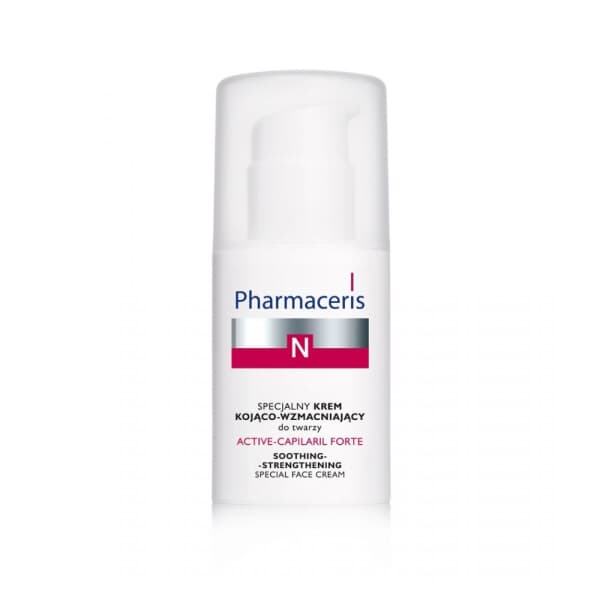 Pharmaceris
N
SPECJALNY KREM
KOJĄCO-WZMACNIAJĄCY
do twarzy
ACTIVE-CAPILARIL FORTE
SOOTHING-
-STRENGTHENING
SPECIAL FACE CREAM